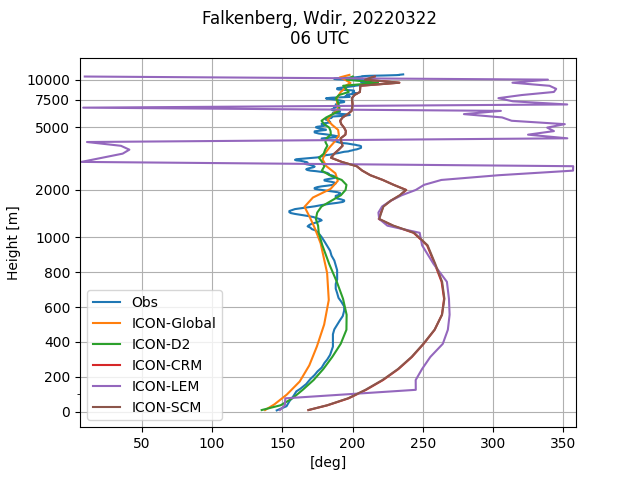 Falkenberg, Wdir, 20220322
06 UTC
10000
7500
5000
2000
1000
800
600
400
200
0
Height [m]
Obs
ICON-Global
ICON-D2
ICON-CRM
ICON-LEM
ICON-SCM
50 100 150 200 250 300 350
[deg]